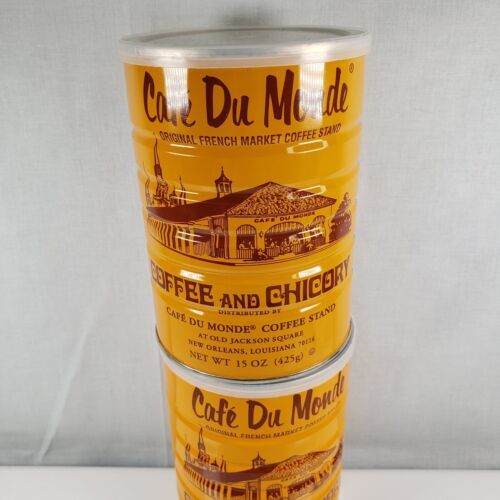 Café Du Monde®
ORIGINAL FRENCH MARKET COFFEE STAND
CAFE DU MONDE
COFFEE AND CHICORY
DISTRIBUTED BY
CAFÉ DU MONDE® COFFEE STAND
AT OLD JACKSON SQUARE
NEW ORLEANS, LOUISIANA 70116
NET WT 15 OZ (425g) Ⓤ
Café Du Monde
ORIGINAL FRENCH MARKET COFFEE